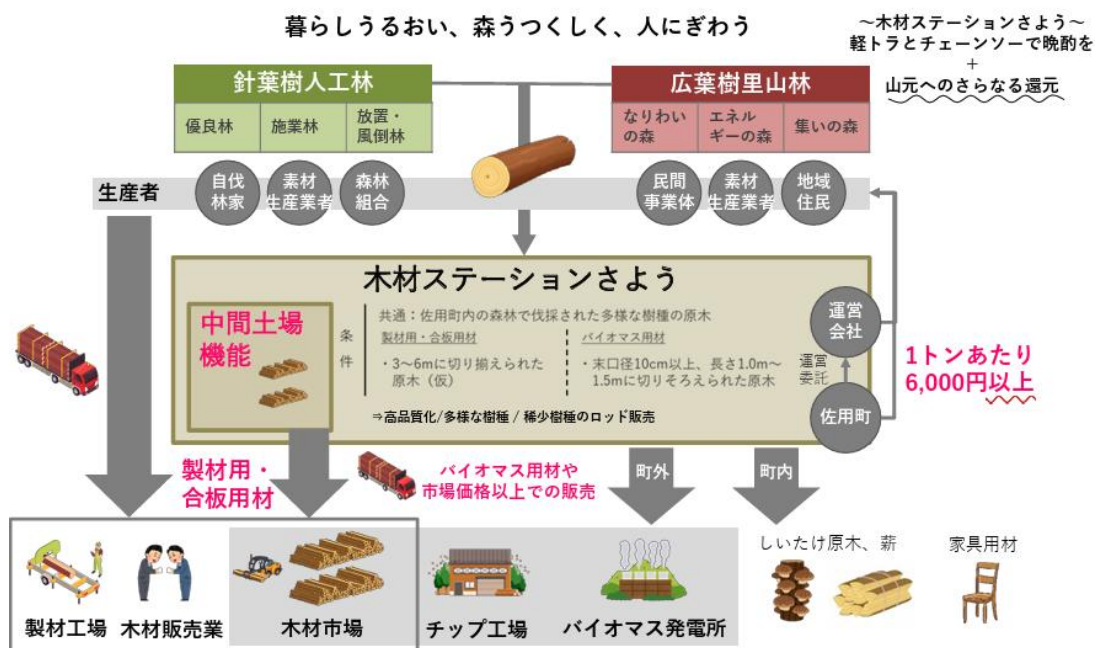 暮らしうるおい、森うつくしく、人にぎわう
～木材ステーションさよう～
軽トラとチェーンソーで晩酌を
+
山元へのさらなる還元
針葉樹人工林
優良林
施業林
放置・
風倒林
広葉樹里山林
なりわい
の森
エネル
ギーの森
集いの森
生産者
自伐
林家
素材
生産業者
森林
組合
民間
事業体
素材
生産業者
地域
住民
木材ステーションさよう
中間土場
機能
条
件
共通：佐用町内の森林で伐採された多様な樹種の原木
製材用・合板用材
・3～6mに切り揃えられた
原木（仮）
バイオマス用材
・末口径10cm以上、長さ1.0m～
1.5mに切りそろえられた原木
⇒高品質化/多様な樹種 / 稀少樹種のロッド販売
運営
会社
運営
委託
佐用町
1トンあたり
6,000円以上
製材用・
合板用材
バイオマス用材や
市場価格以上での販売
町外
町内
製材工場
木材販売業
木材市場
チップ工場
バイオマス発電所
しいたけ原木、薪
家具用材